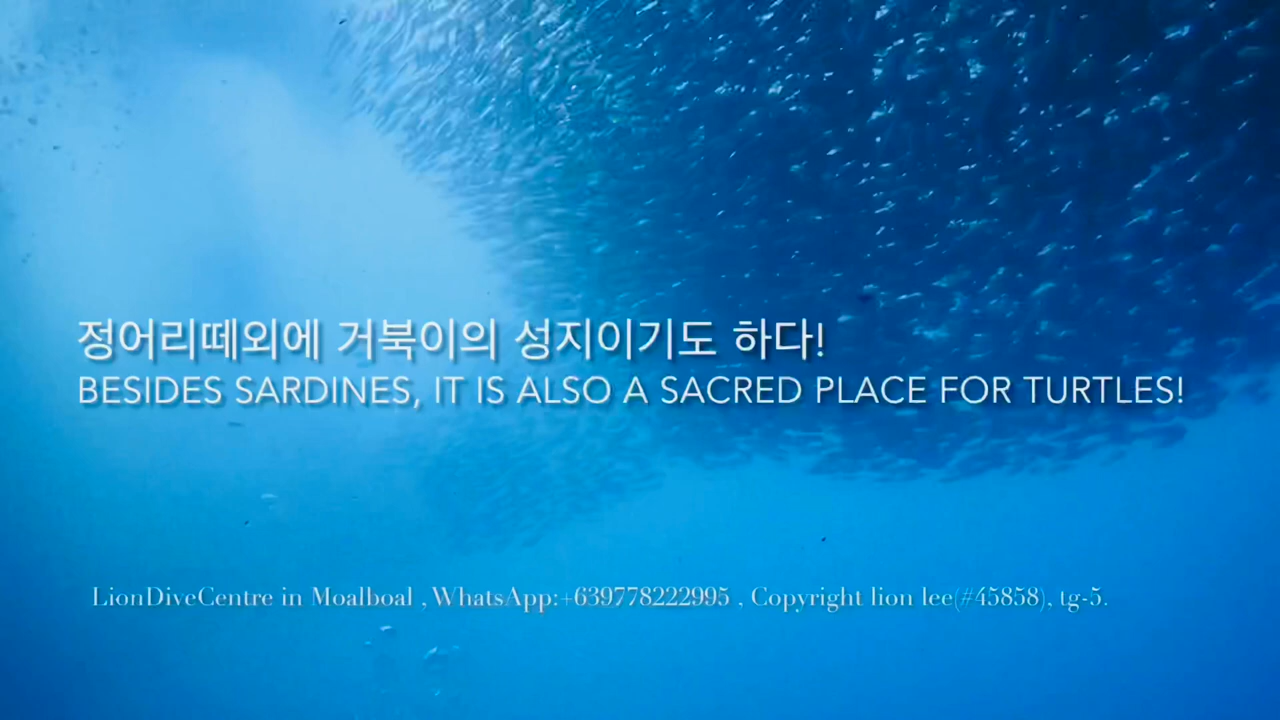 정어리떼외에 거북이의 성지이기도 하다!
BESIDES SARDINES, IT IS ALSO A SACRED PLACE FOR TURTLES!
LionDiveCentre in Moalboal , WhatsApp:+639778222995 , Copyright lion lee(#45858), tg-5.